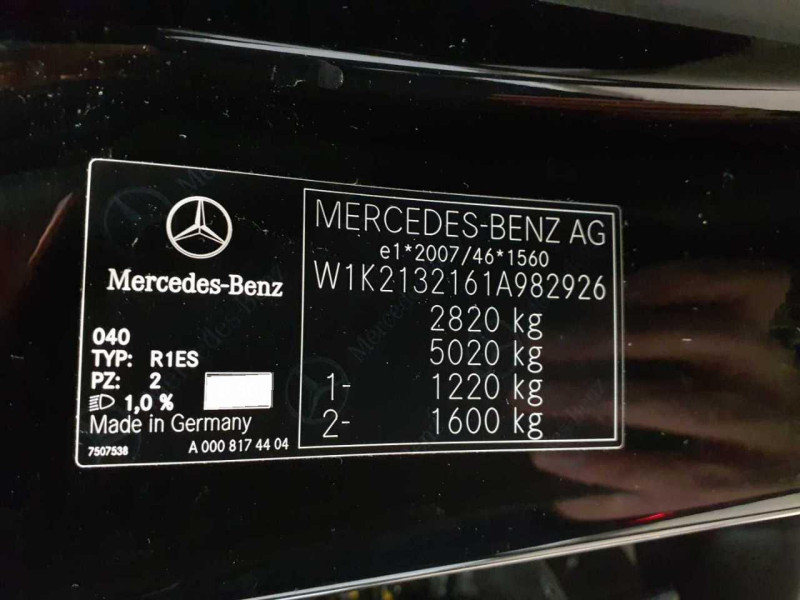 Mercedes-Benz
040
TYP: R1ES
PZ: 2
1,0 %
Made in Germany
7507538 A 000 817 44 04
MERCEDES-BENZ AG
e1*2007/46*1560
W1K2132161A982926
2820 kg
5020 kg
1- 1220 kg
2- 1600 kg